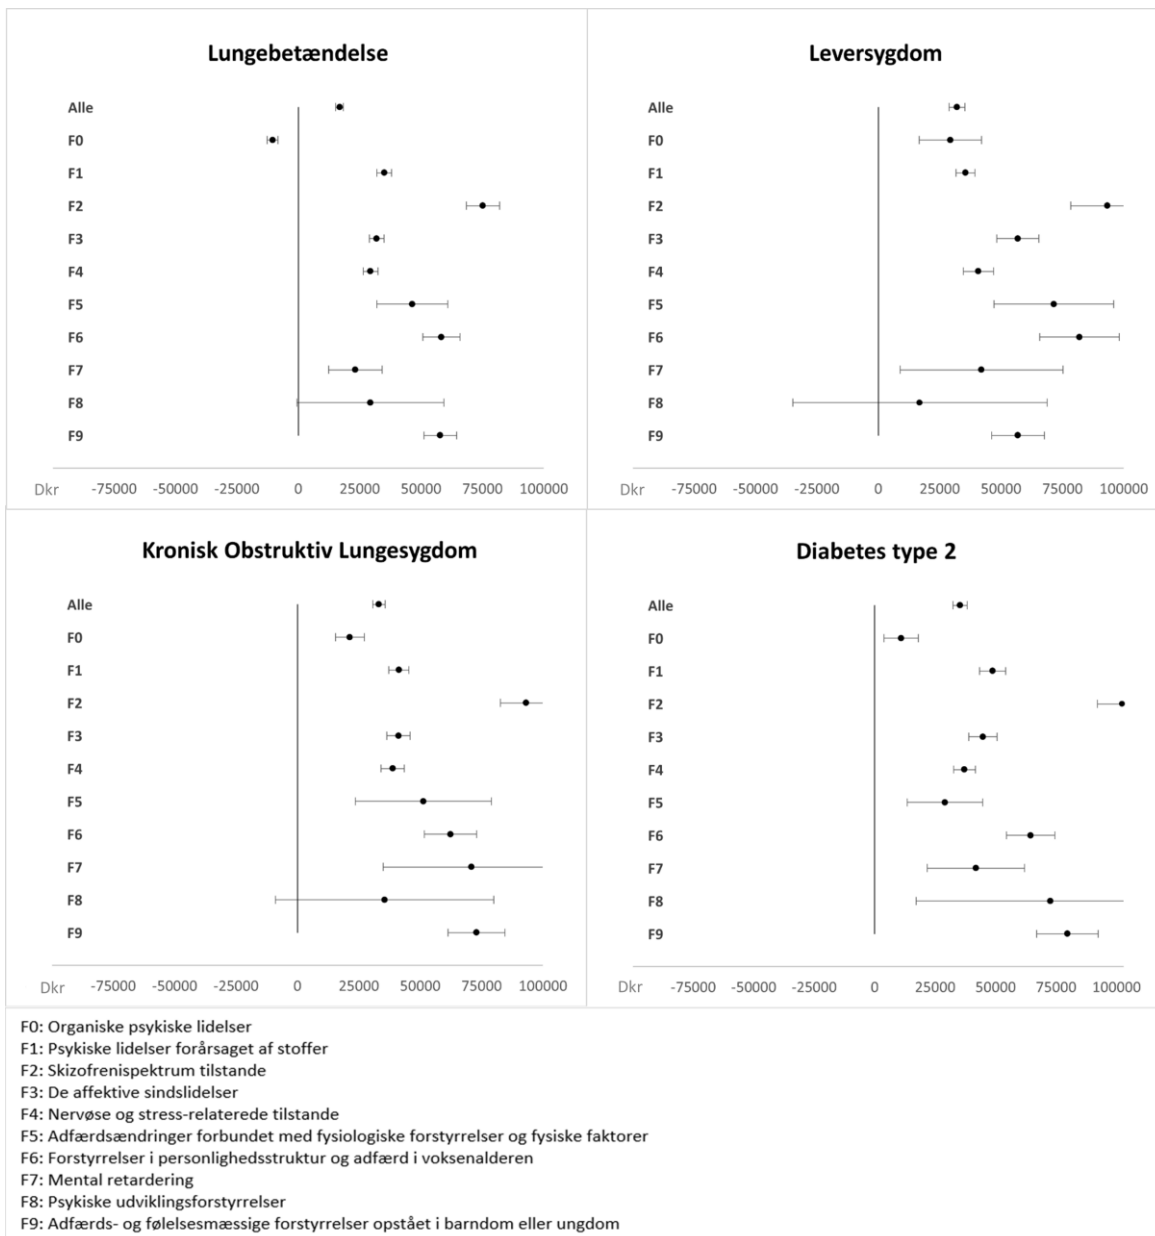 Lungebetændelse
Alle
F0
F1
F2
F3
F4
F5
F6
F7
F8
F9
Dkr -75000 -50000 -25000 0 25000 50000 75000 100000
Leversygdom
Alle
F0
F1
F2
F3
F4
F5
F6
F7
F8
F9
Dkr -75000 -50000 -25000 0 25000 50000 75000 100000
Kronisk Obstruktiv Lungesygdom
Alle
F0
F1
F2
F3
F4
F5
F6
F7
F8
F9
Dkr -75000 -50000 -25000 0 25000 50000 75000 100000
Diabetes type 2
Alle
F0
F1
F2
F3
F4
F5
F6
F7
F8
F9
Dkr -75000 -50000 -25000 0 25000 50000 75000 100000
F0: Organiske psykiske lidelser
F1: Psykiske lidelser forårsaget af stoffer
F2: Skizofrenispektrum tilstande
F3: De affektive sindslidelser
F4: Nervøse og stress-relaterede tilstande
F5: Adfærdsændringer forbundet med fysiologiske forstyrrelser og fysiske faktorer
F6: Forstyrrelser i personlighedsstruktur og adfærd i voksenalderen
F7: Mental retardering
F8: Psykiske udviklingsforstyrrelser
F9: Adfærds- og følelsesmæssige forstyrrelser opstået i barndom eller ungdom